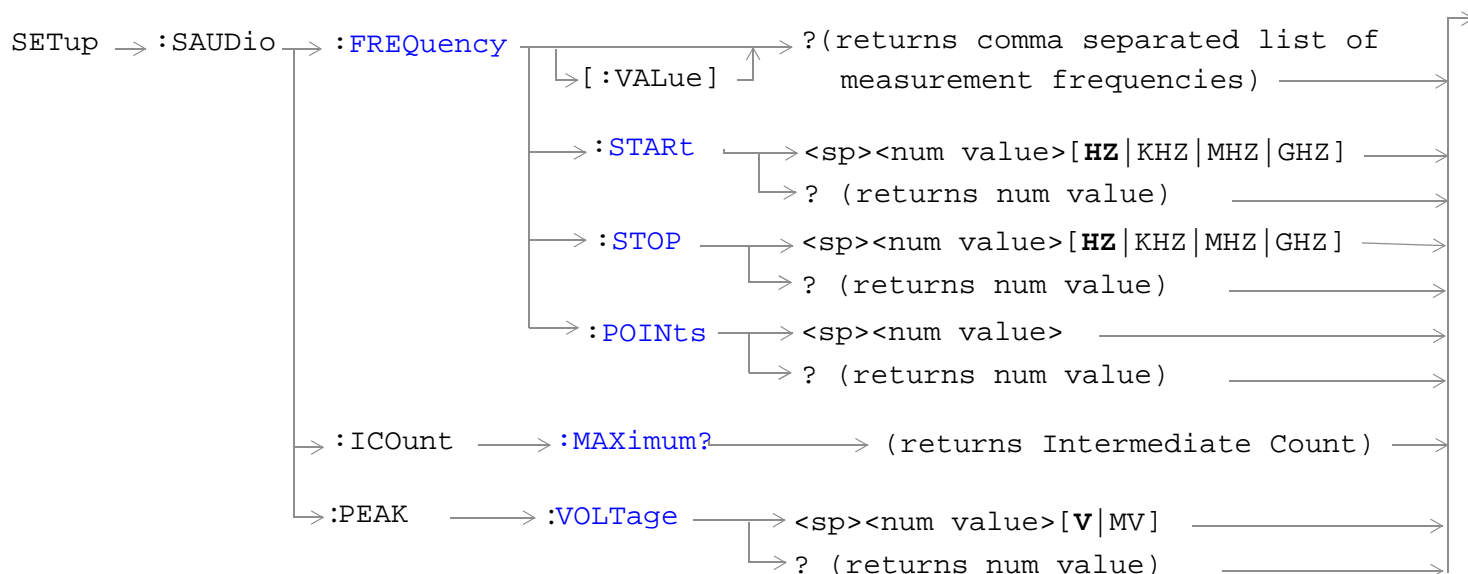 SETup :SAUDio :FREQuency ?(returns comma separated list of
[:VALue] measurement frequencies)
:STARt <sp><num value>[HZ|KHZ|MHZ|GHZ]
? (returns num value)
:STOP <sp><num value>[HZ|KHZ|MHZ|GHZ]
? (returns num value)
:POINts <sp><num value>
? (returns num value)
:ICOunt :MAXimum? (returns Intermediate Count)
:PEAK :VOLTage <sp><num value>[V|MV]
? (returns num value)